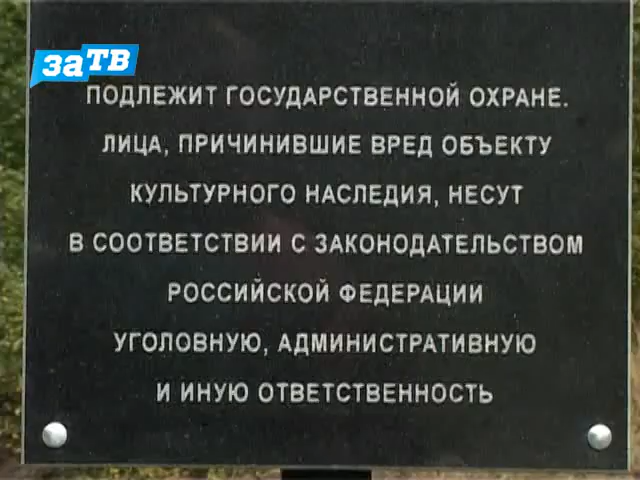 заТВ
ПОДЛЕЖИТ ГОСУДАРСТВЕННОЙ ОХРАНЕ.
ЛИЦА, ПРИЧИНИВШИЕ ВРЕД ОБЪЕКТУ
КУЛЬТУРНОГО НАСЛЕДИЯ, НЕСУТ
В СООТВЕТСТВИИ С ЗАКОНОДАТЕЛЬСТВОМ
РОССИЙСКОЙ ФЕДЕРАЦИИ
УГОЛОВНУЮ, АДМИНИСТРАТИВНУЮ
И ИНУЮ ОТВЕТСТВЕННОСТЬ